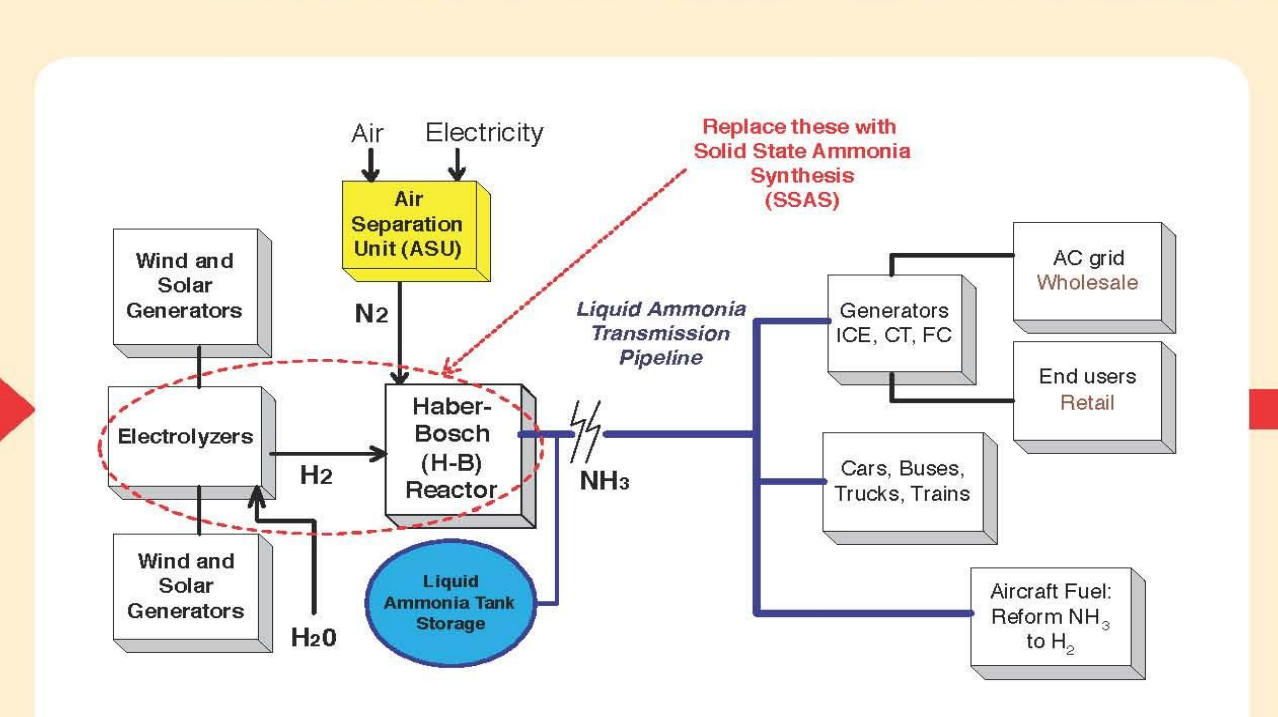 Air
Electricity
Replace these with
Solid State Ammonia
Synthesis
(SSAS)
Air
Separation
Unit (ASU)
Wind and
Solar
Generators
N2
Liquid Ammonia
Transmission
Pipeline
Generators
ICE, CT, FC
AC grid
Wholesale
End users
Retail
Electrolyzers
H2
Haber-
Bosch
(H-B)
Reactor
NH3
Cars, Buses,
Trucks, Trains
Wind and
Solar
Generators
H20
Liquid
Ammonia Tank
Storage
Aircraft Fuel:
Reform NH3
to H2